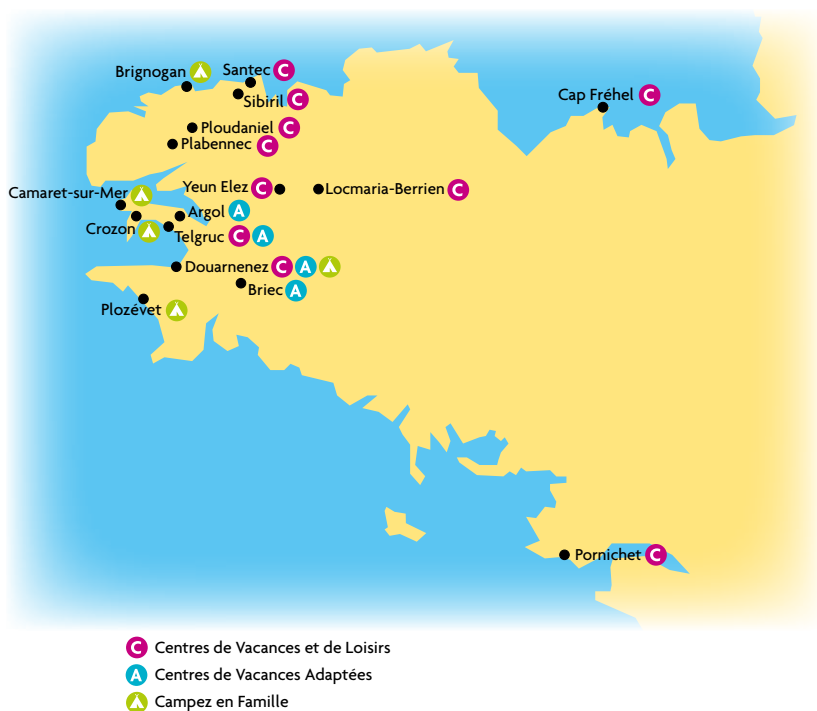 Brignogan
Santec C
Sibiril C
Cap Fréhel C
Ploudaniel C
Plabennec C
Camaret-sur-Mer
Yeun Elez C
Locmaria-Berrien C
Argol A
Crozon
Telgruc C A
Douarnenez C A
Briec A
Plozévet
Pornichet C
C Centres de Vacances et de Loisirs
A Centres de Vacances Adaptées
Campez en Famille